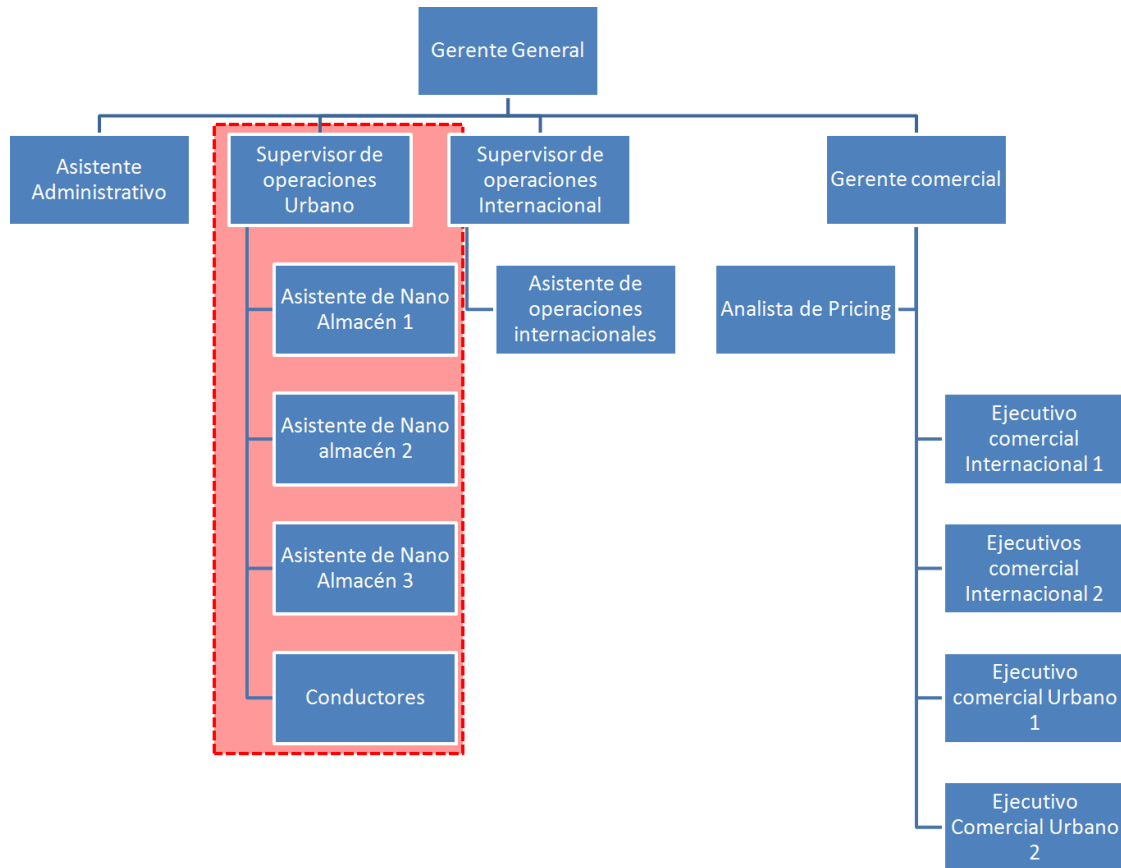 Gerente General
Asistente
Administrativo
Supervisor de
operaciones
Urbano
Supervisor de
operaciones
Internacional
Gerente comercial
Asistente de Nano
Almacén 1
Asistente de
operaciones
internacionales
Analista de Pricing
Asistente de Nano
almacén 2
Ejecutivo
comercial
Internacional 1
Asistente de Nano
Almacén 3
Ejecutivos
comercial
Internacional 2
Conductores
Ejecutivo
comercial Urbano
1
Ejecutivo
Comercial Urbano
2